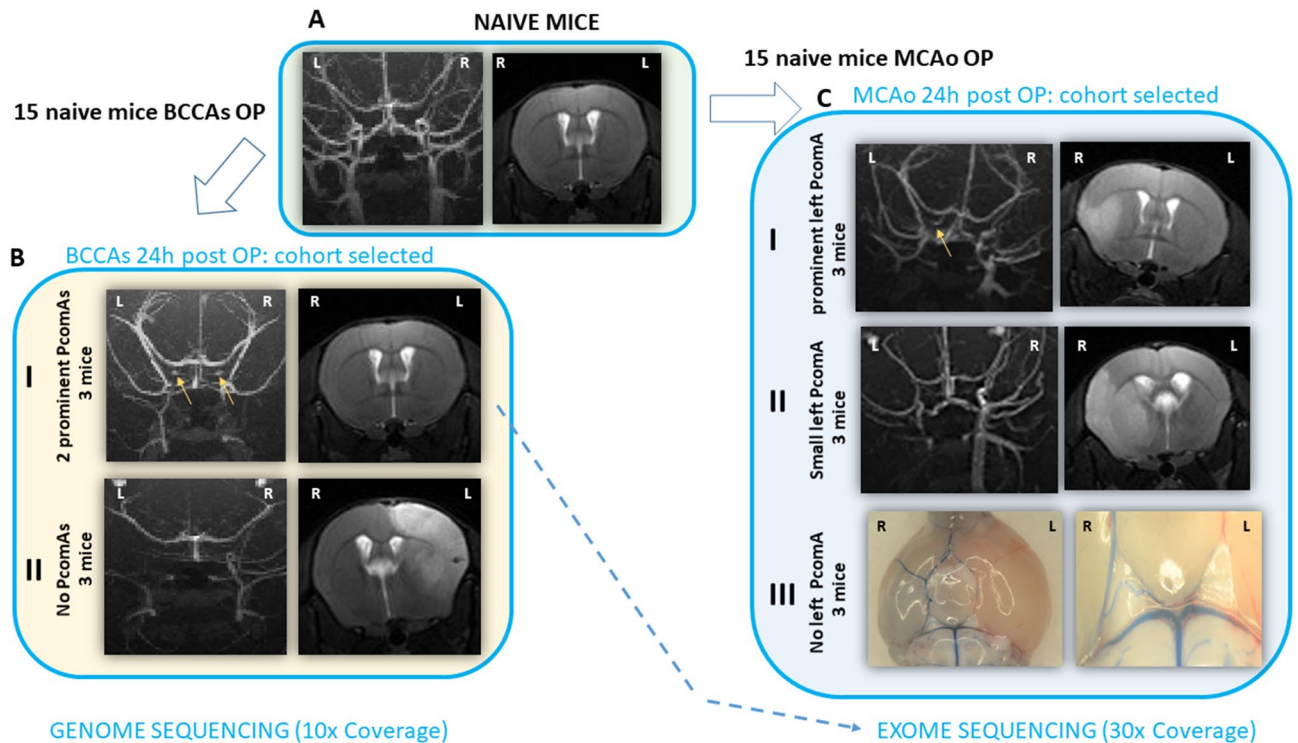 A
NAIVE MICE
L R
R L
15 naive mice BCCAs OP
15 naive mice MCAo OP
B
BCCAs 24h post OP: cohort selected
I
2 prominent PcomAs
3 mice
L R
R L
II
No PcomAs
3 mice
L R
R L
GENOME SEQUENCING (10x Coverage)
C
MCAo 24h post OP: cohort selected
I
prominent left PcomA
3 mice
L R
R L
II
Small left PcomA
3 mice
L R
R L
III
No left PcomA
3 mice
R L
R L
EXOME SEQUENCING (30x Coverage)